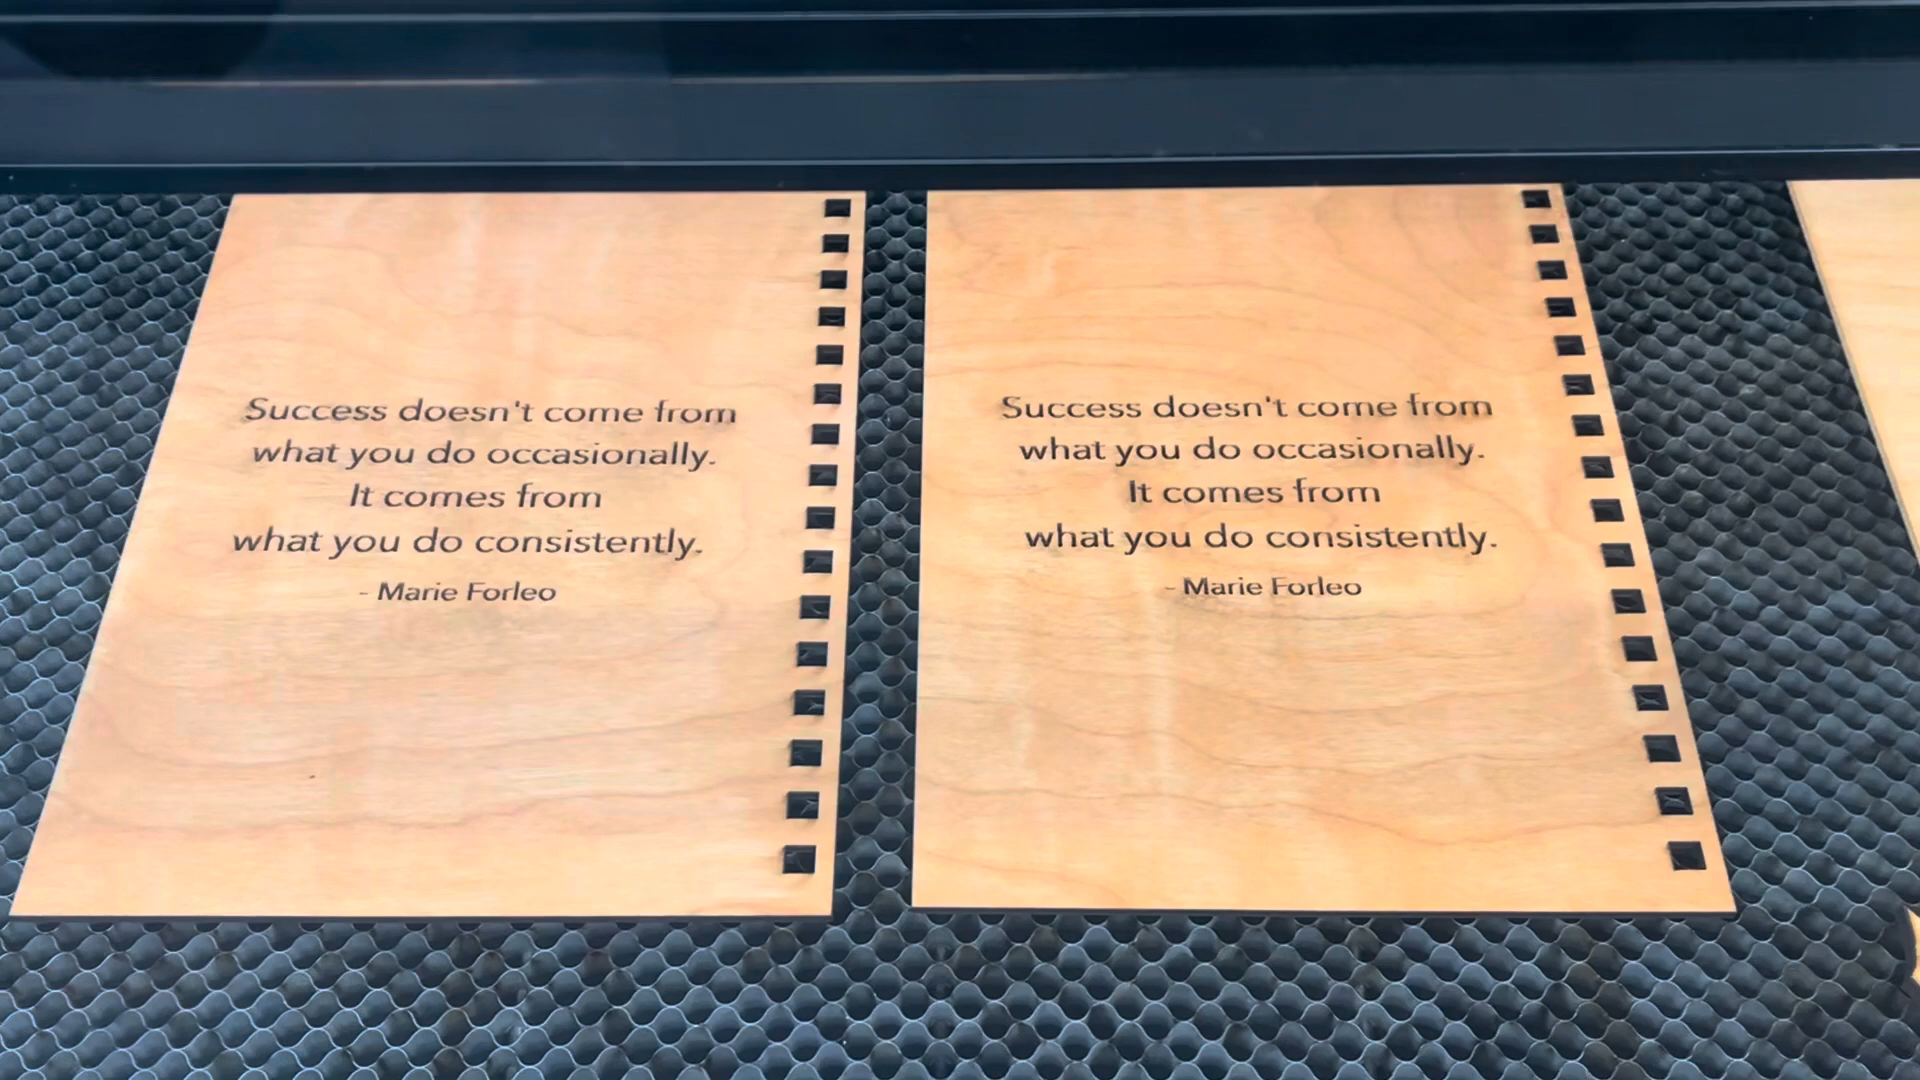 Success doesn't come from
what you do occasionally.
It comes from
what you do consistently.
- Marie Forleo
Success doesn't come from
what you do occasionally.
It comes from
what you do consistently.
- Marie Forleo